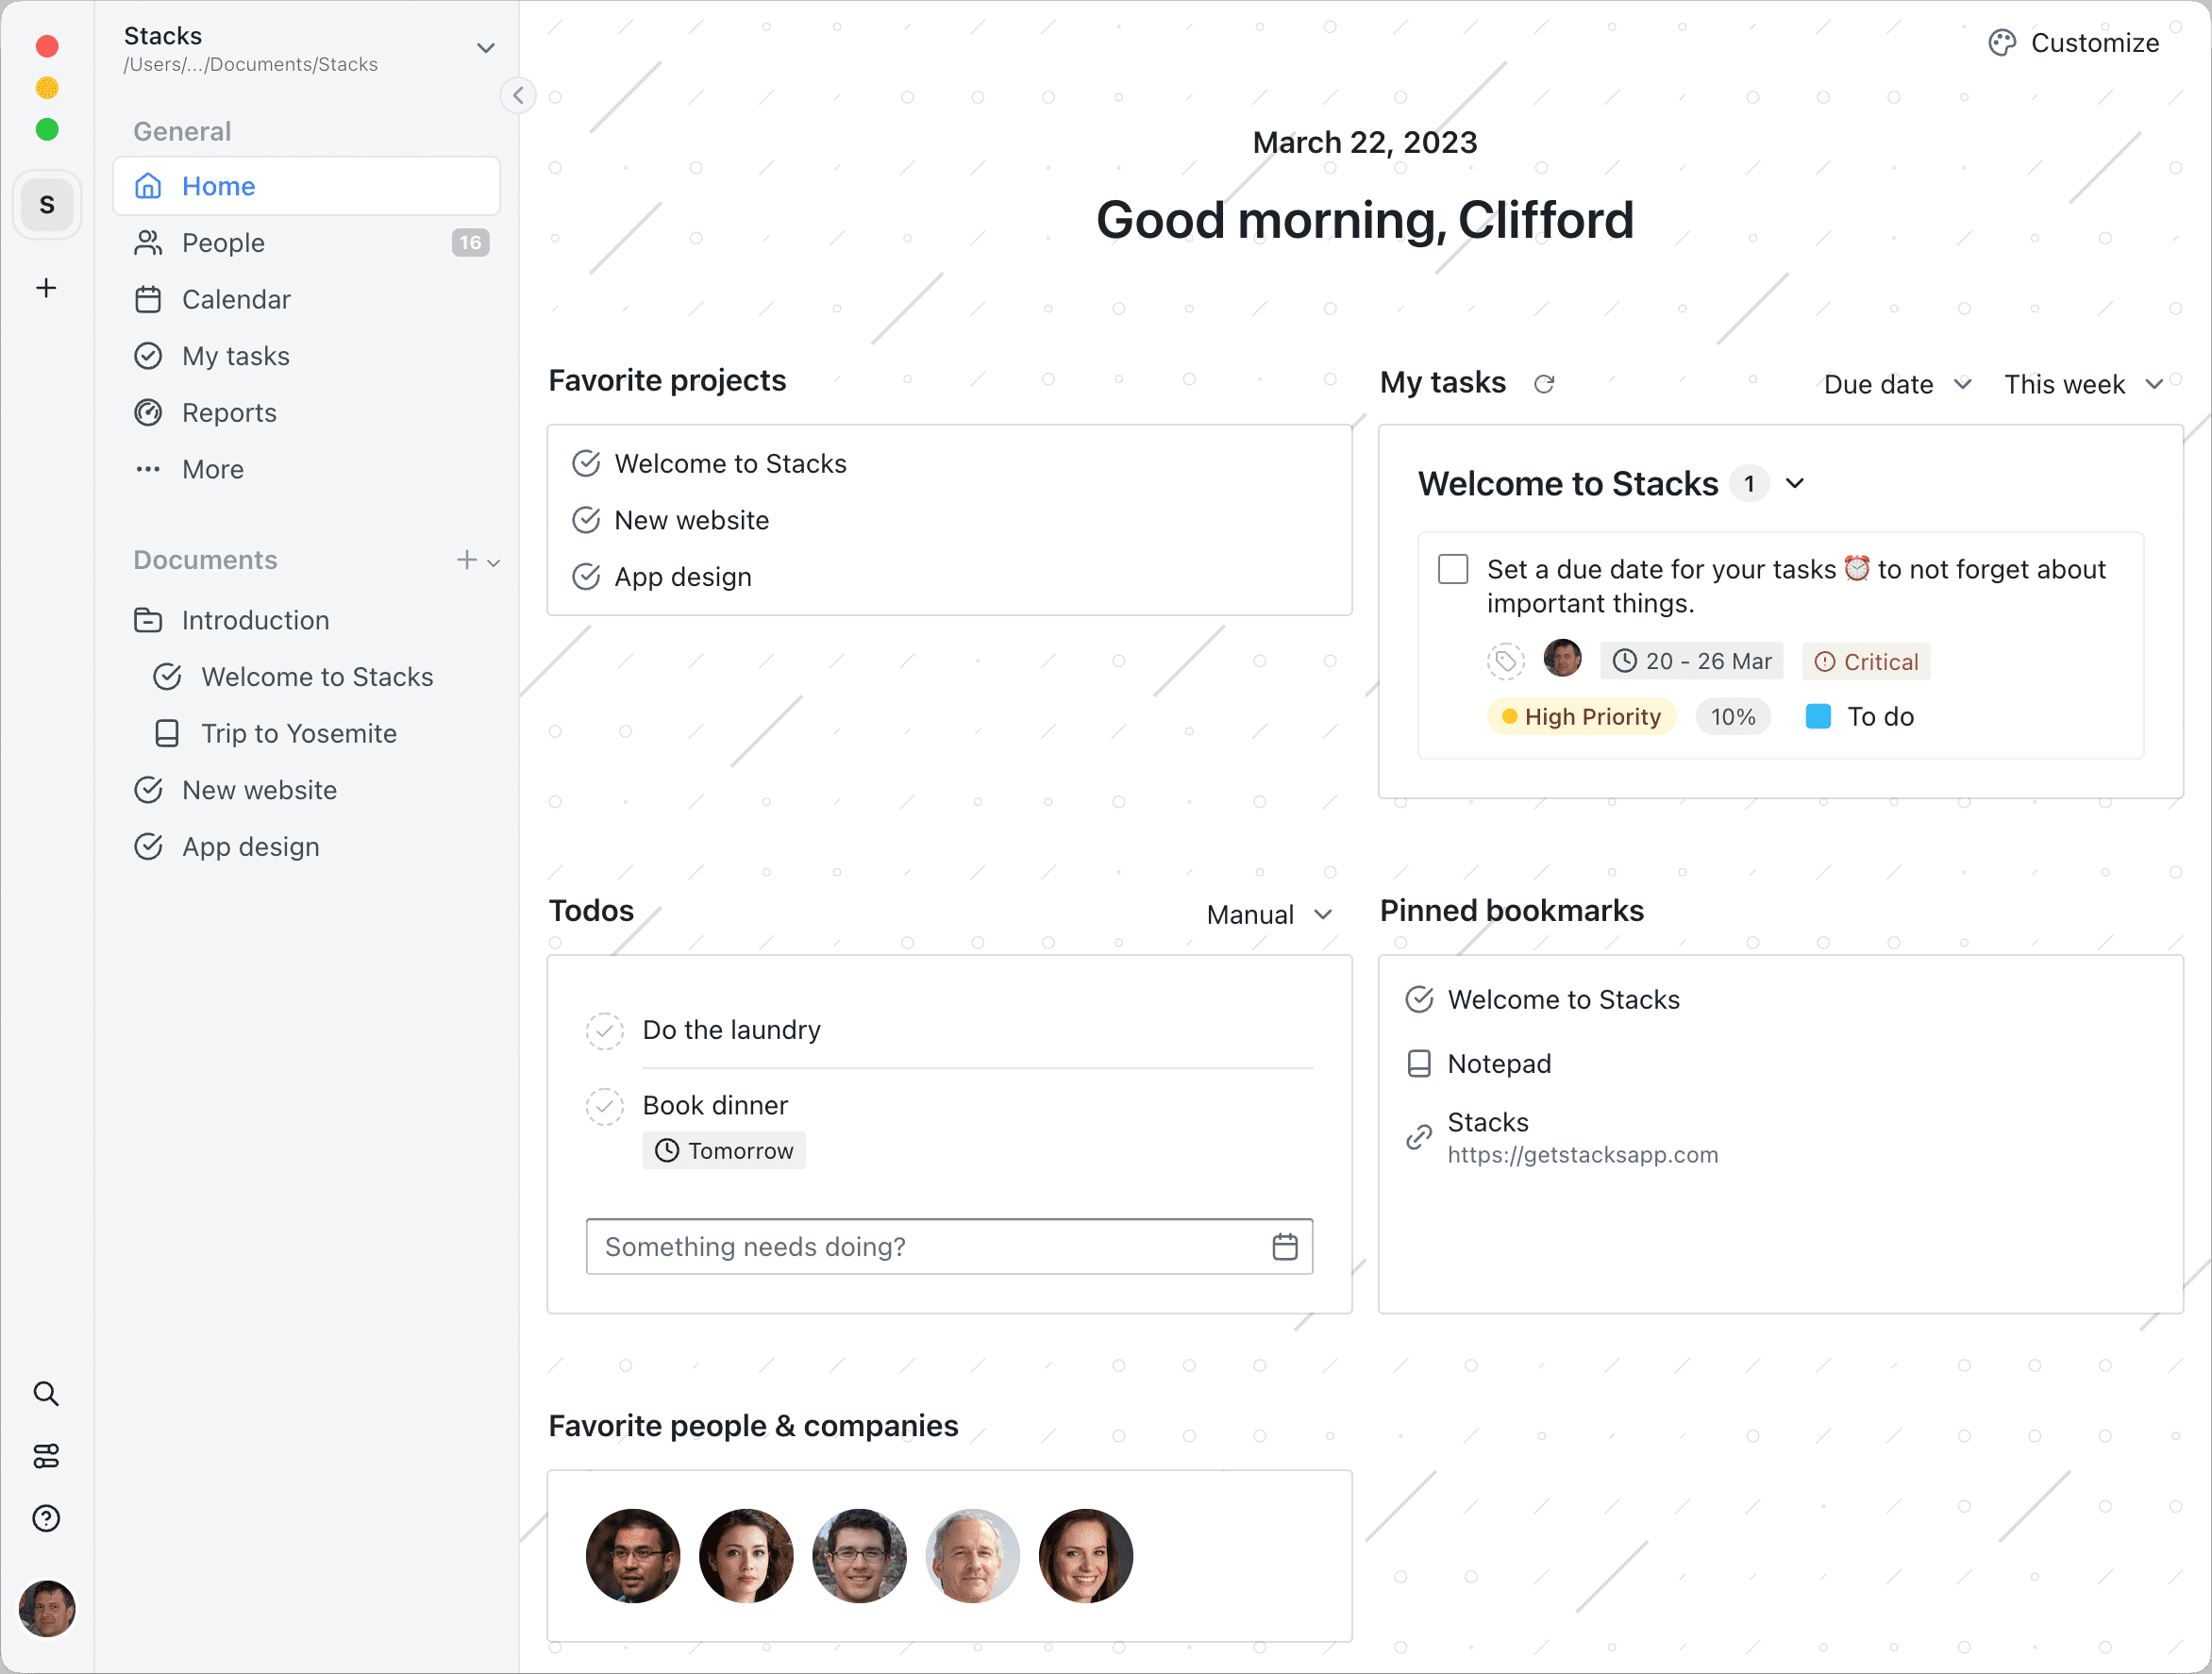 Stacks
/Users/.../Documents/Stacks
General
S
Home
People 16
Calendar
My tasks
Reports
More
Documents
Introduction
Welcome to Stacks
Trip to Yosemite
New website
App design
Customize
March 22, 2023
Good morning, Clifford
Favorite projects
Welcome to Stacks
New website
App design
My tasks Due date This week
Welcome to Stacks 1
Set a due date for your tasks ⏰ to not forget about
important things.
20 - 26 Mar Critical
High Priority 10% To do
Todos Manual
Do the laundry
Book dinner
Tomorrow
Something needs doing?
Pinned bookmarks
Welcome to Stacks
Notepad
Stacks
https://getstacksapp.com
Favorite people & companies